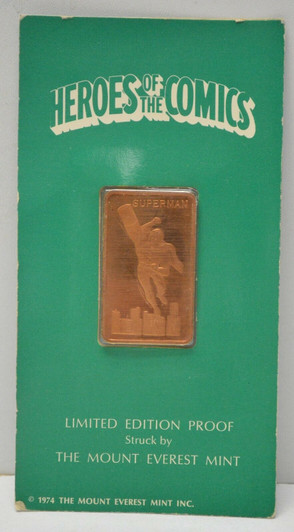 HEROES OF THE COMICS
SUPERMAN
LIMITED EDITION PROOF
Struck by
THE MOUNT EVEREST MINT
© 1974 THE MOUNT EVEREST MINT INC.